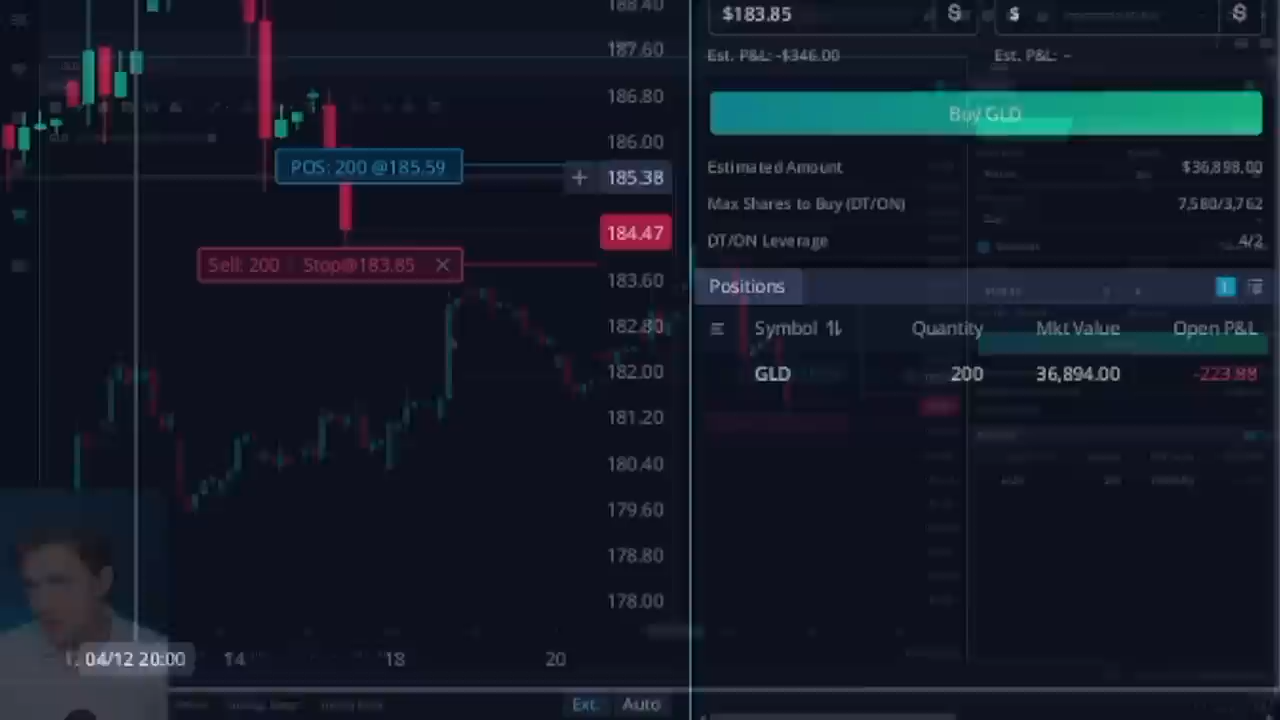 188.40
187.60
186.80
186.00
POS: 200 @185.59
185.38
184.47
Sell: 200 Stop@183.85
183.60
182.80
182.00
181.20
180.40
179.60
178.80
178.00
04/12 20:00 14 18 20
Ext. Auto
$183.85 $
Est. P&L: -$346.00 Est. P&L: -
Buy GLD
Estimated Amount $36,898.00
Max Shares to Buy (DT/ON) 7,580/3,762
DT/ON Leverage 4/2
Positions
Symbol Quantity Mkt Value Open P&L
GLD 200 36,894.00 -223.88